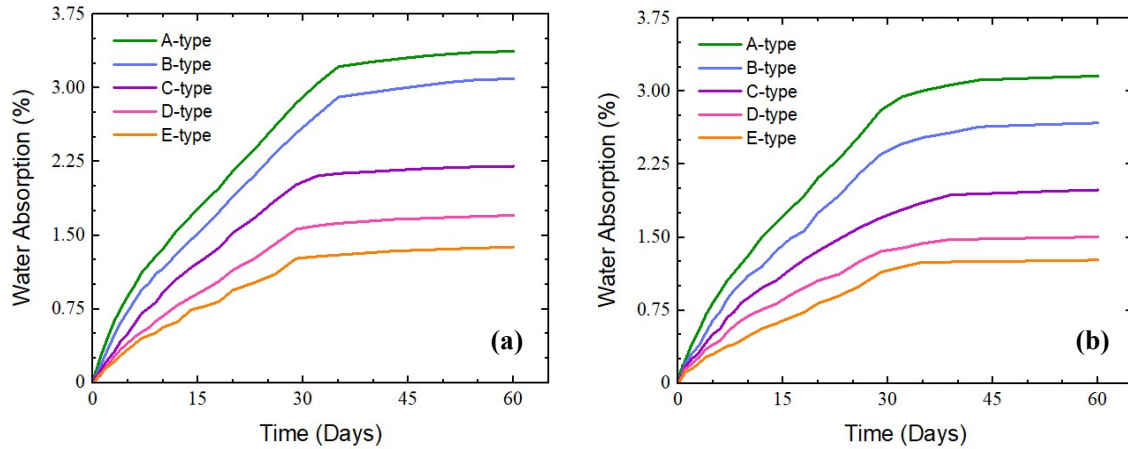 3.75
3.00
2.25
1.50
0.75
0
Water Absorption (%)
A-type
B-type
C-type
D-type
E-type
(a)
0
15
30
45
60
Time (Days)
3.75
3.00
2.25
1.50
0.75
0
Water Absorption (%)
A-type
B-type
C-type
D-type
E-type
(b)
0
15
30
45
60
Time (Days)